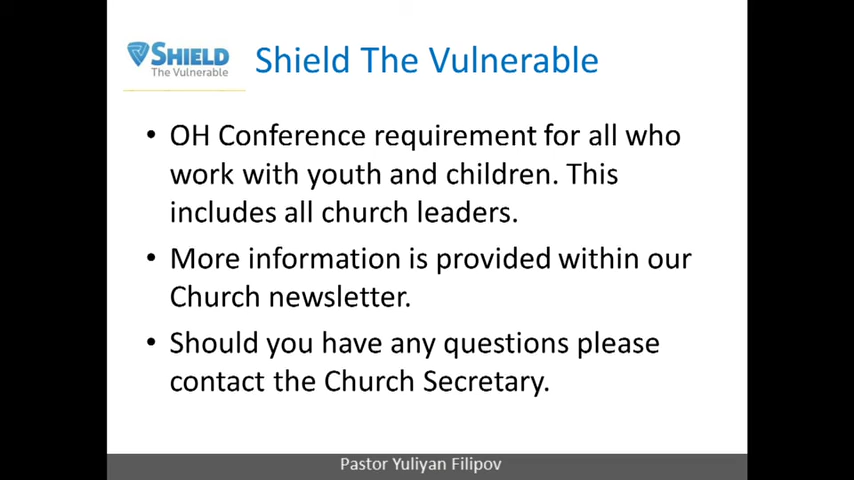 SHIELD
The Vulnerable
Shield The Vulnerable
• OH Conference requirement for all who
work with youth and children. This
includes all church leaders.
• More information is provided within our
Church newsletter.
• Should you have any questions please
contact the Church Secretary.
Pastor Yuliyan Filipov